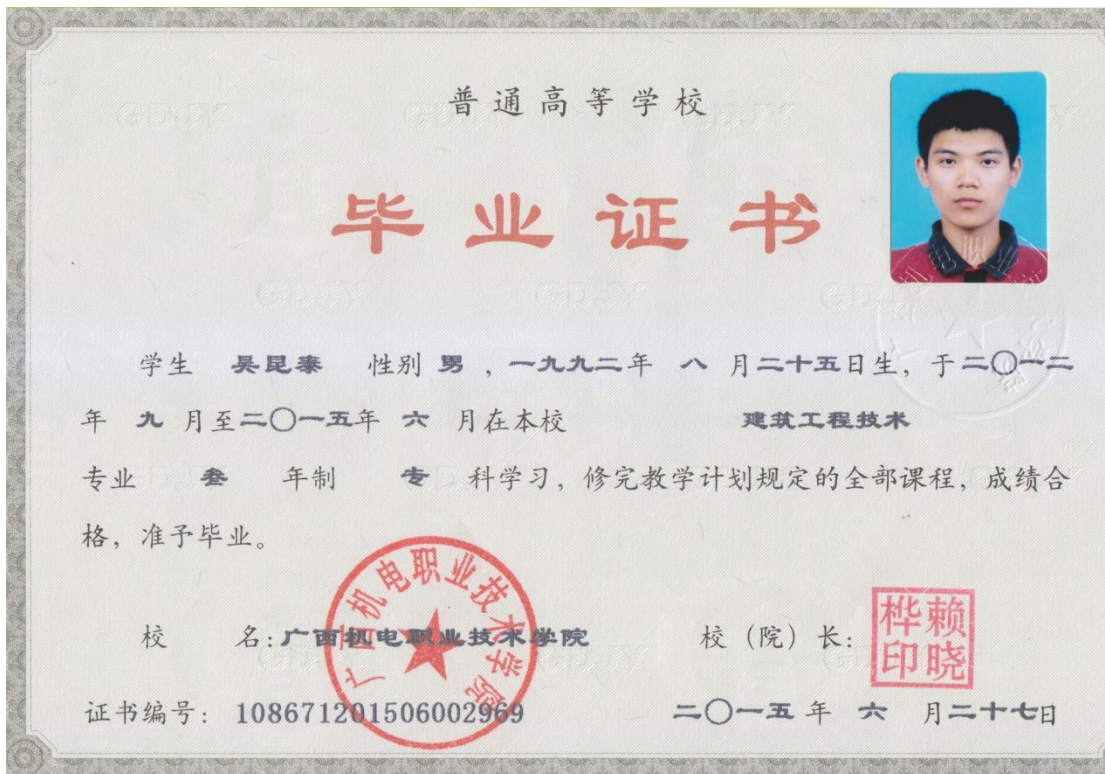 普通高等学校
毕业证书
学生 吴昆泰 性别 男 ，一九九二年 八 月二十五日生，于二〇一二
年 九 月至二〇一五年 六 月在本校 建筑工程技术
专业 叁 年制 专 科学习，修完教学计划规定的全部课程，成绩合
格，准予毕业。
广西机电职业技术学院
校 名：广西机电职业技术学院 校（院）长：
赖晓桦印
证书编号： 108671201506002969 二〇一五 年 六 月二十七日